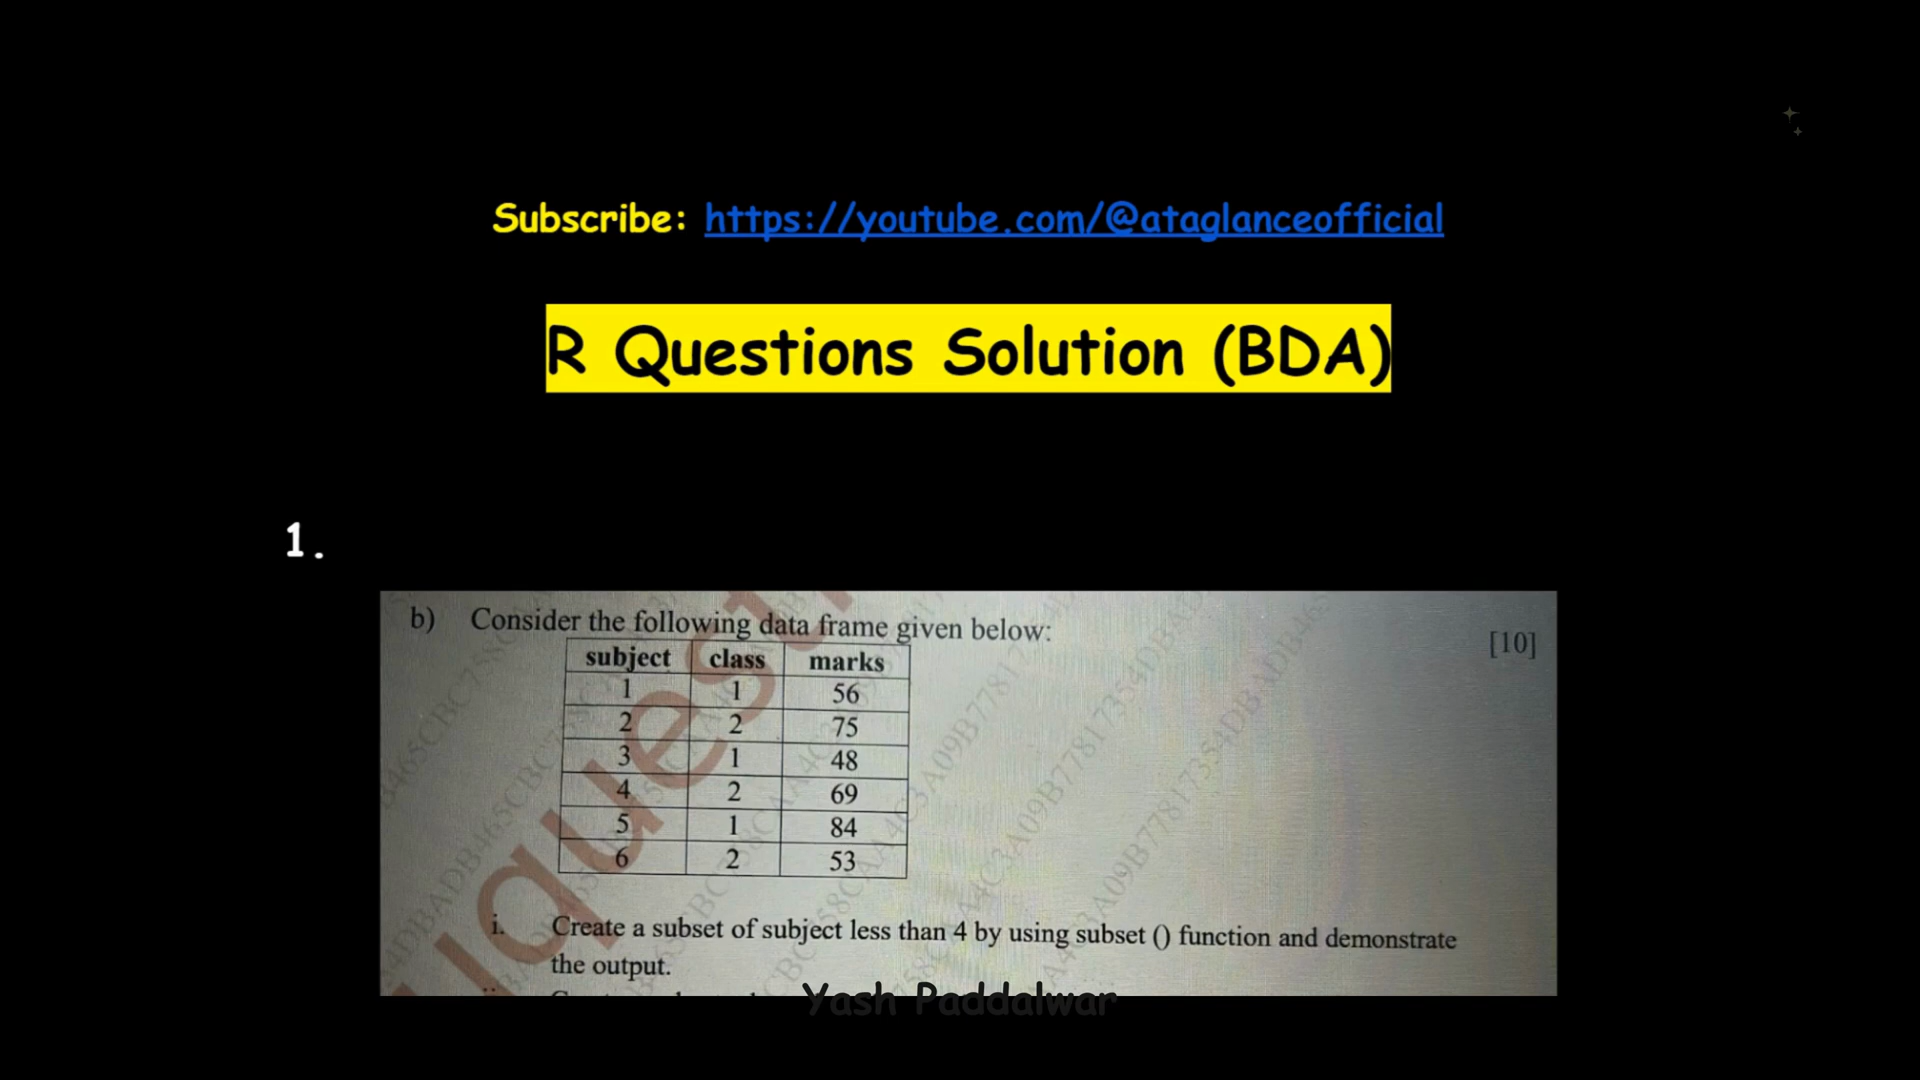 Subscribe: https://youtube.com/@ataglanceofficial
R Questions Solution (BDA)
1.
b) Consider the following data frame given below: [10]
subject class marks
1 1 56
2 2 75
3 1 48
4 2 69
5 1 84
6 2 53
i. Create a subset of subject less than 4 by using subset () function and demonstrate
the output.
Yash Paddalwar